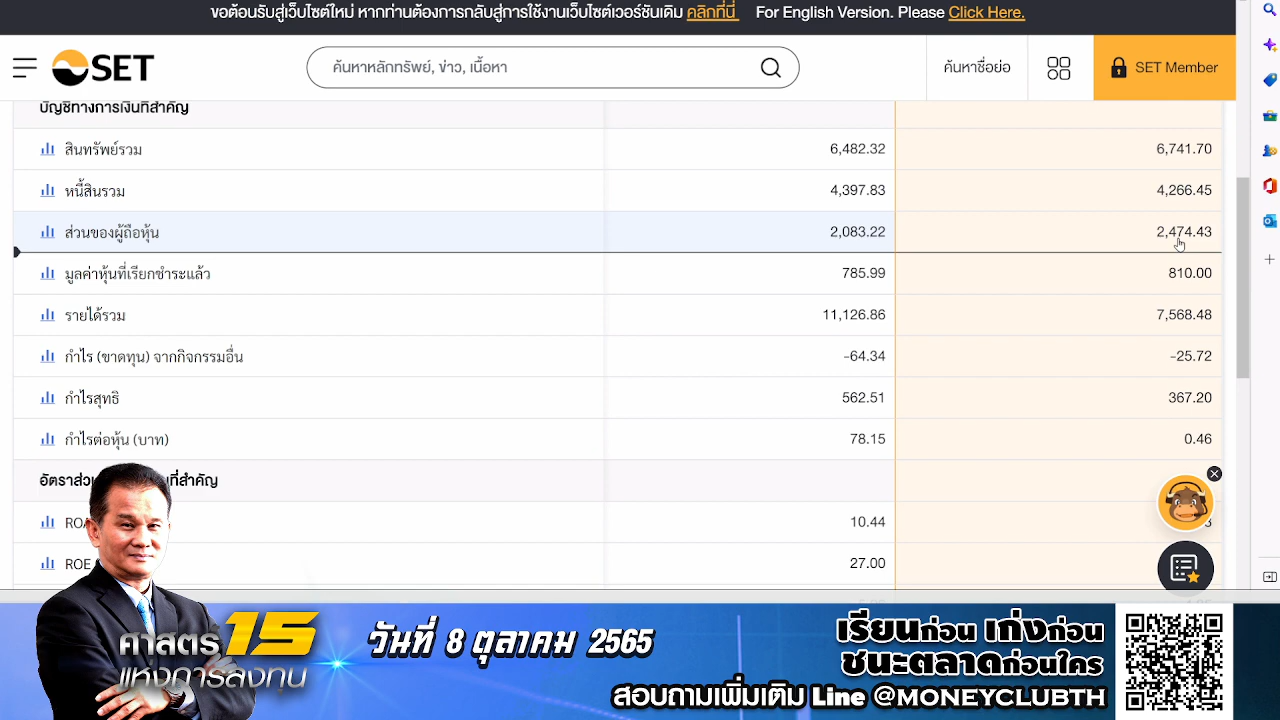 ขอต้อนรับสู่เว็บไซต์ใหม่ หากท่านต้องการกลับสู่การใช้งานเว็บไซต์เวอร์ชันเดิม คลิกที่นี่ For English Version. Please Click Here.
SET
ค้นหาหลักทรัพย์, ข่าว, เนื้อหา
ค้นหาชื่อย่อ
SET Member
บัญชีทางการเงินที่สำคัญ
สินทรัพย์รวม 6,482.32 6,741.70
หนี้สินรวม 4,397.83 4,266.45
ส่วนของผู้ถือหุ้น 2,083.22 2,474.43
มูลค่าหุ้นที่เรียกชำระแล้ว 785.99 810.00
รายได้รวม 11,126.86 7,568.48
กำไร (ขาดทุน) จากกิจกรรมอื่น -64.34 -25.72
กำไรสุทธิ 562.51 367.20
กำไรต่อหุ้น (บาท) 78.15 0.46
10.44
ROE 27.00
ศาสตร์ 15
แห่งการลงทุน
วันที่ 8 ตุลาคม 2565
เรียนก่อน เก่งก่อน
ชนะตลาดก่อนใคร
สอบถามเพิ่มเติม Line @MONEYCLUBTH